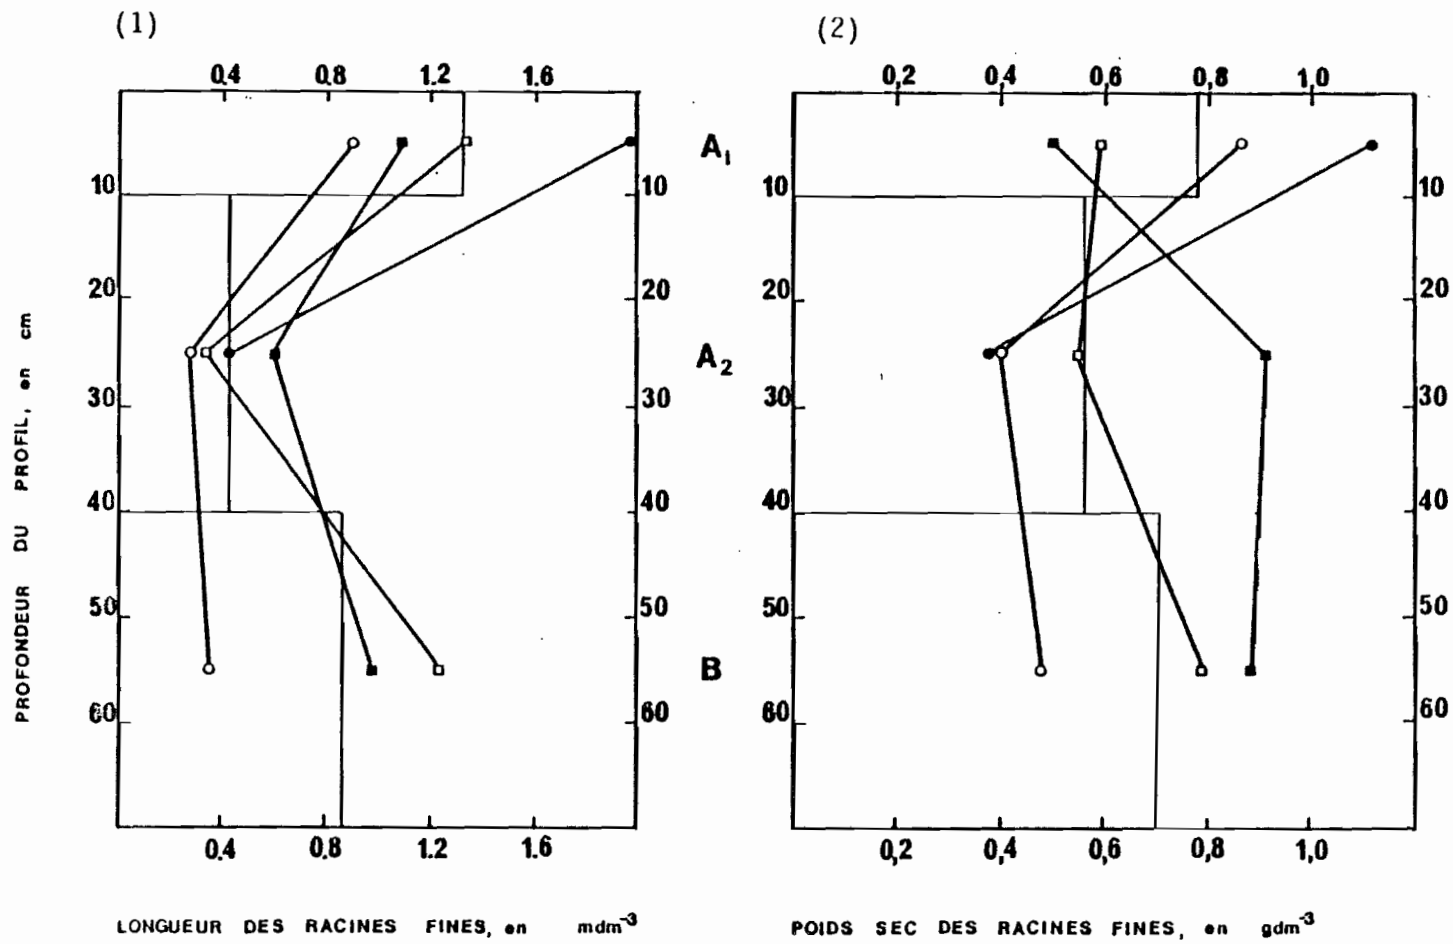 (1) (2)
0.4 0.8 1.2 1.6 0,2 0,4 0,6 0,8 1,0
A1
10 10 10 10
20 20 20 20
A2
30 30 30 30
40 40 40 40
50 50 50 50
B
60 60 60 60
PROFONDEUR DU PROFIL, en cm
0.4 0.8 1.2 1.6 0,2 0,4 0,6 0,8 1,0
LONGUEUR DES RACINES FINES, en mdm-3 POIDS SEC DES RACINES FINES, en gdm-3